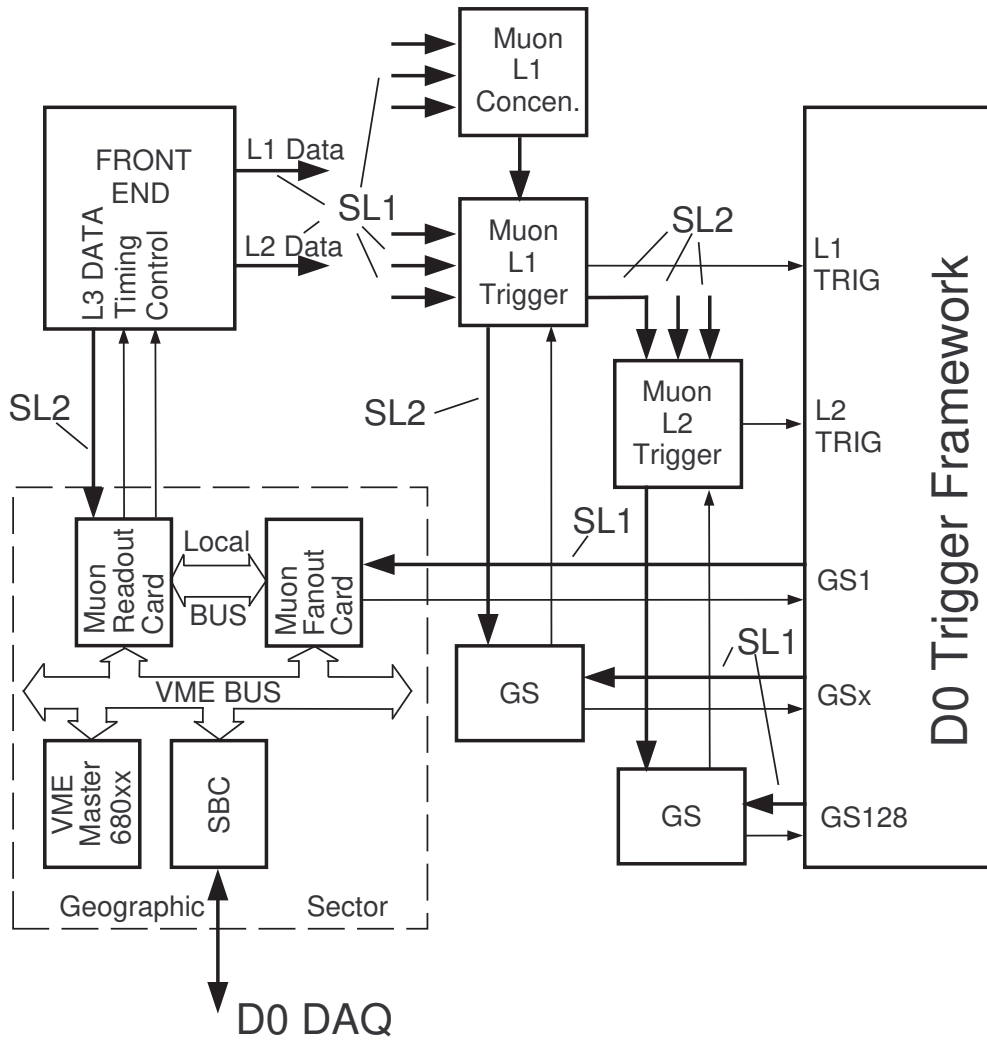 Muon
L1
Concen.
FRONT
END
L3 DATA
Timing
Control
L1 Data
L2 Data
SL1
Muon
L1
Trigger
SL2
L1
TRIG
Muon
L2
Trigger
L2
TRIG
SL2
SL2
SL1
D0 Trigger Framework
Muon
Readout
Card
Local
BUS
Muon
Fanout
Card
GS1
SL1
VME BUS
GS
GSx
VME
Master
680xx
SBC
GS
GS128
Geographic Sector
D0 DAQ